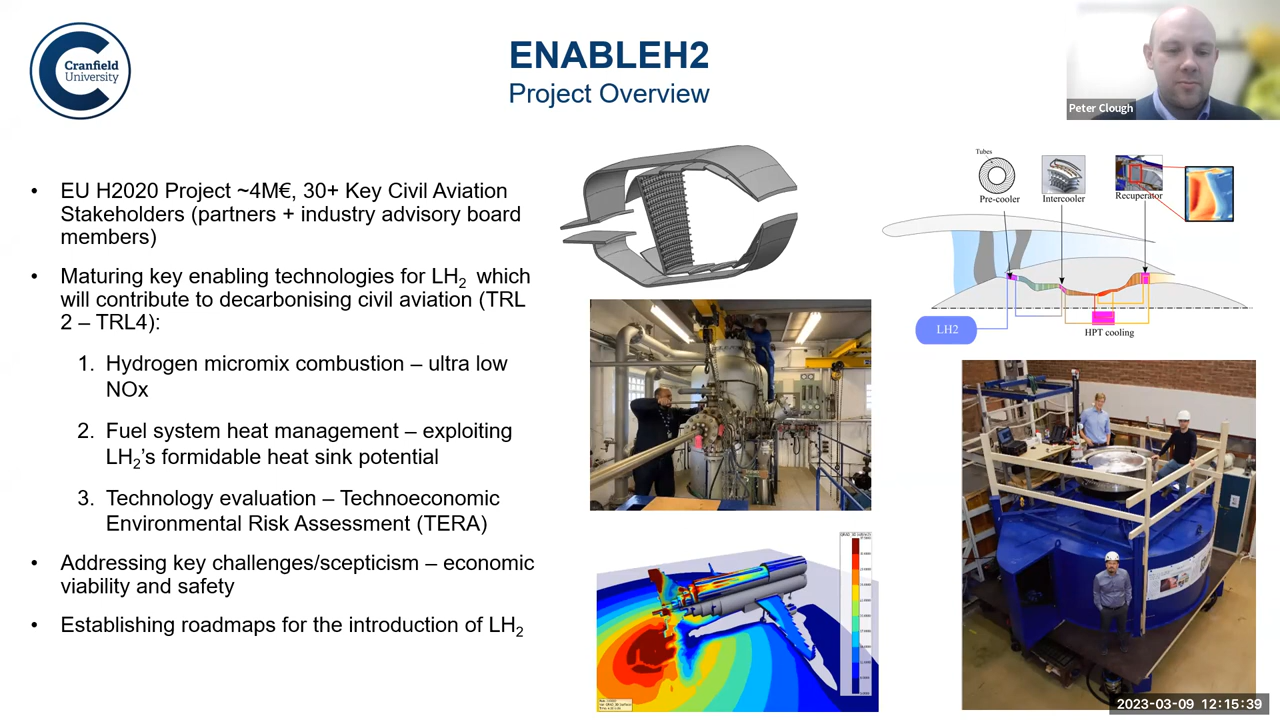 Cranfield
University
ENABLEH2
Project Overview
Peter Clough
• EU H2020 Project ~4M€, 30+ Key Civil Aviation
Stakeholders (partners + industry advisory board
members)
• Maturing key enabling technologies for LH2 which
will contribute to decarbonising civil aviation (TRL
2 – TRL4):
1. Hydrogen micromix combustion – ultra low
NOx
2. Fuel system heat management – exploiting
LH2's formidable heat sink potential
3. Technology evaluation – Technoeconomic
Environmental Risk Assessment (TERA)
• Addressing key challenges/scepticism – economic
viability and safety
• Establishing roadmaps for the introduction of LH2
Tubes
Pre-cooler
Intercooler
Recuperator
LH2
HPT cooling
2023-03-09 12:15:39